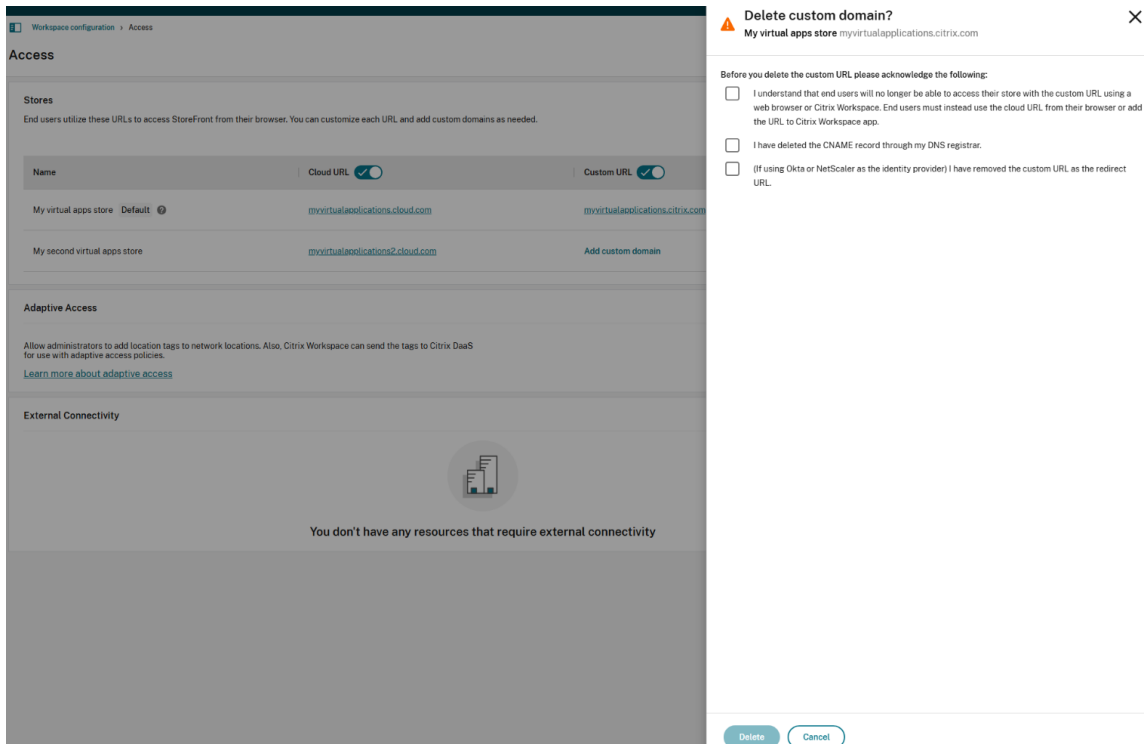 Workspace configuration > Access
Access
Stores
End users utilize these URLs to access StoreFront from their browser. You can customize each URL and add custom domains as needed.
Name Cloud URL Custom URL
My virtual apps store Default myvirtualapplications.cloud.com myvirtualapplications.citrix.com
My second virtual apps store myvirtualapplications2.cloud.com Add custom domain
Adaptive Access
Allow administrators to add location tags to network locations. Also, Citrix Workspace can send the tags to Citrix DaaS
for use with adaptive access policies.
Learn more about adaptive access
External Connectivity
You don't have any resources that require external connectivity
Delete custom domain?
My virtual apps store myvirtualapplications.citrix.com
Before you delete the custom URL please acknowledge the following:
I understand that end users will no longer be able to access their store with the custom URL using a
web browser or Citrix Workspace. End users must instead use the cloud URL from their browser or add
the URL to Citrix Workspace app.
I have deleted the CNAME record through my DNS registrar.
(If using Okta or NetScaler as the identity provider) I have removed the custom URL as the redirect
URL.
Delete Cancel